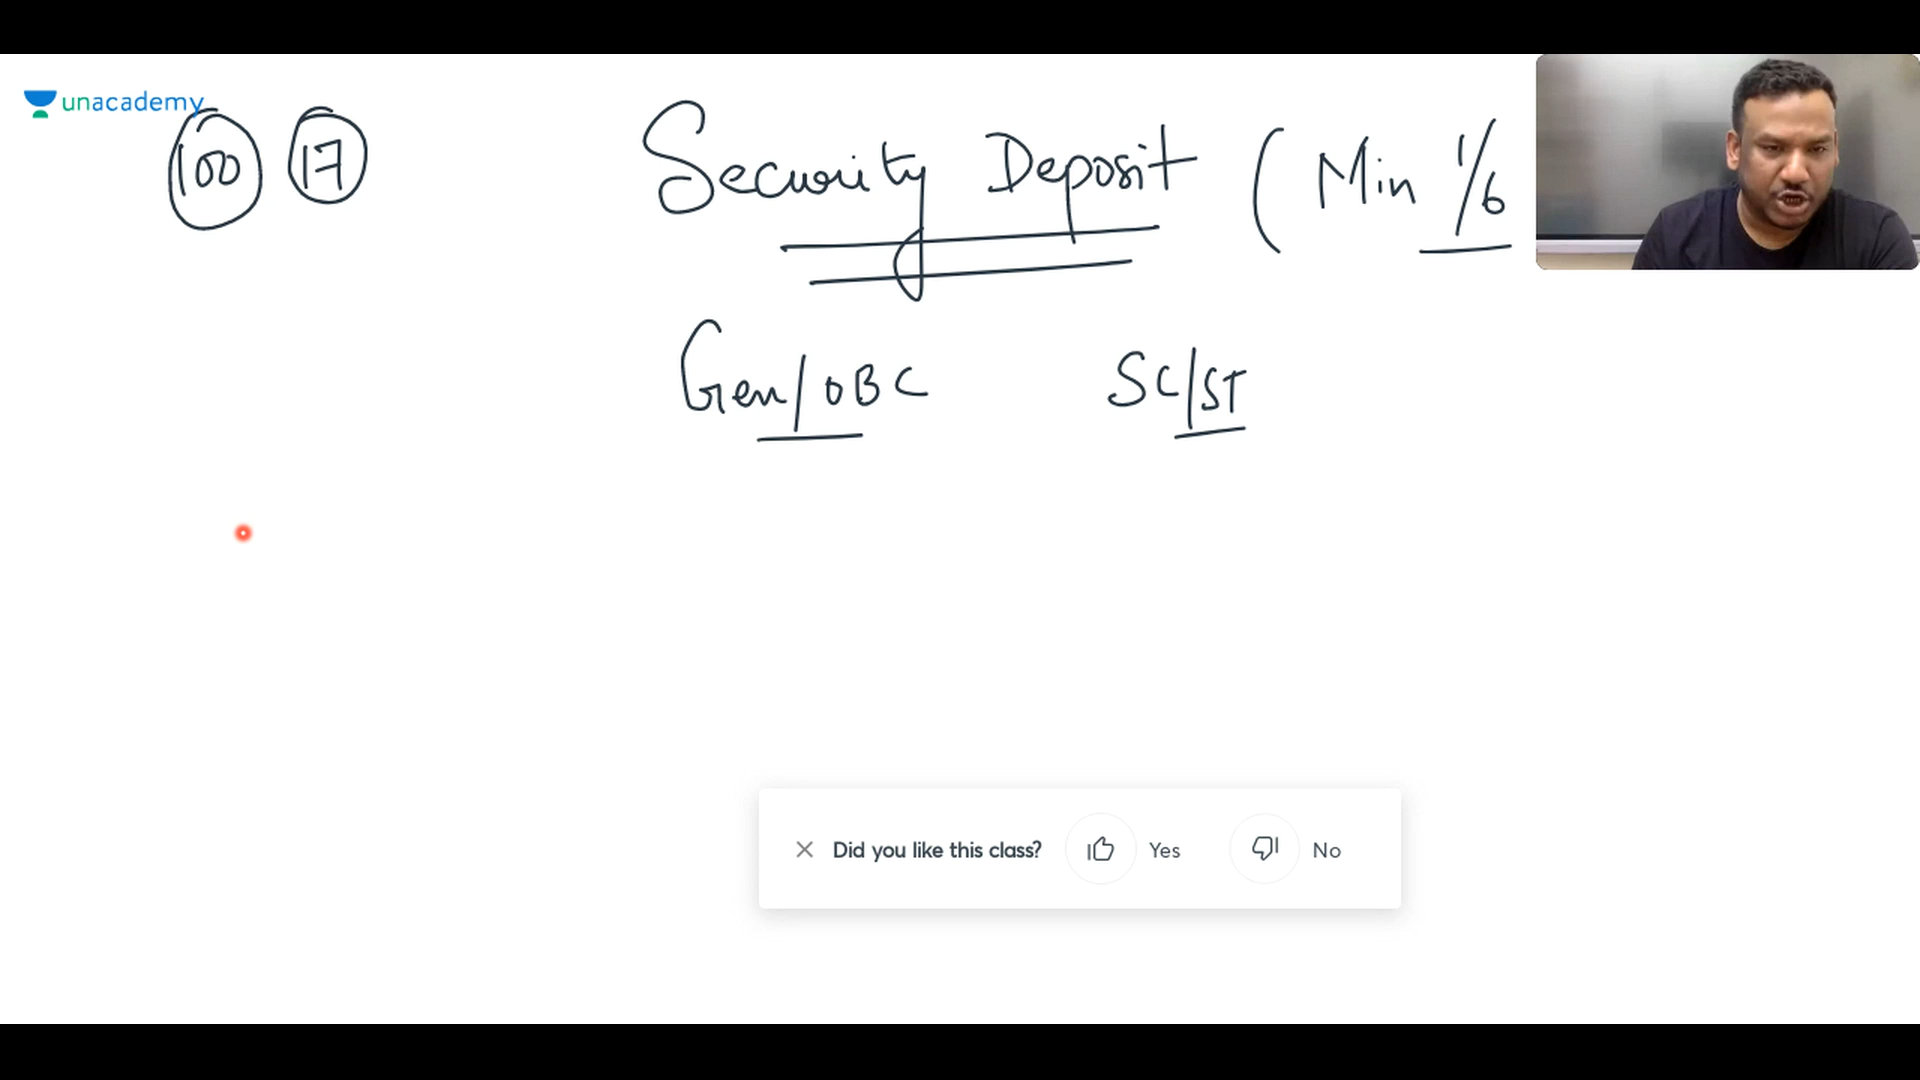 unacademy
100 17 Security Deposit ( Min 1/6
Gen/OBC SC/ST
Did you like this class? Yes No